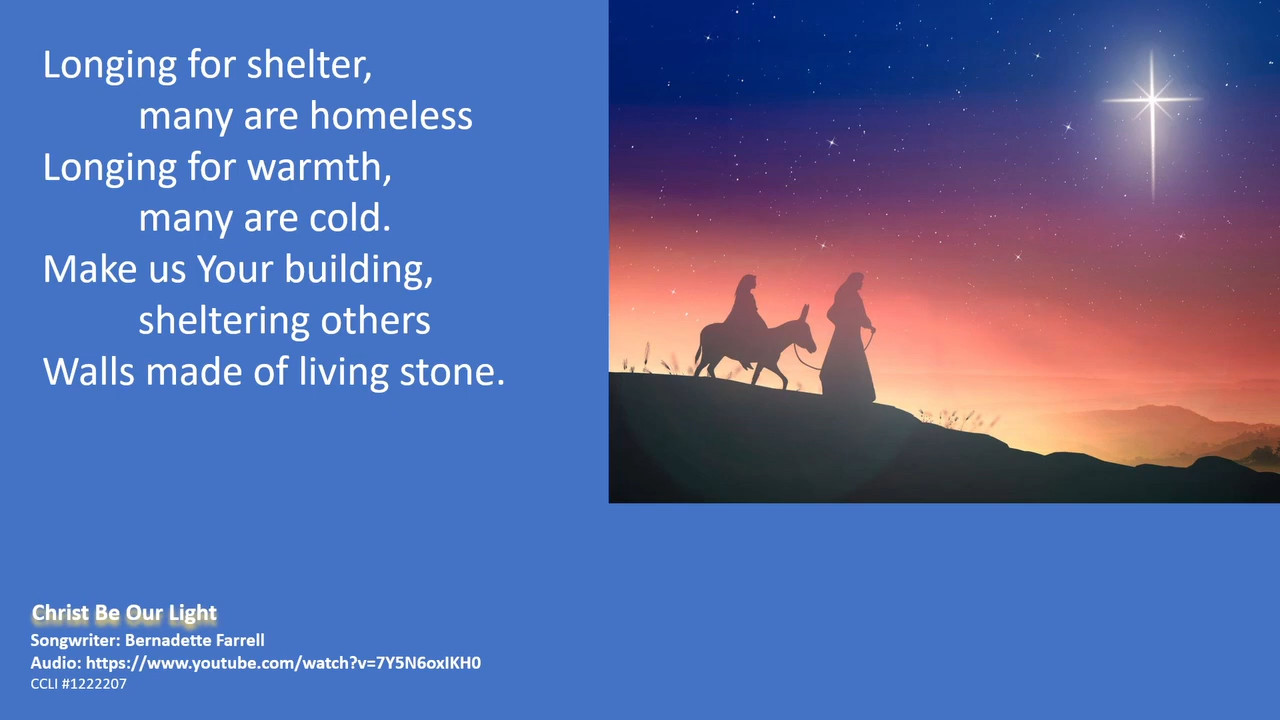 Longing for shelter,
many are homeless
Longing for warmth,
many are cold.
Make us Your building,
sheltering others
Walls made of living stone.
Christ Be Our Light
Songwriter: Bernadette Farrell
Audio: https://www.youtube.com/watch?v=7Y5N6oxIKH0
CCLI #1222207